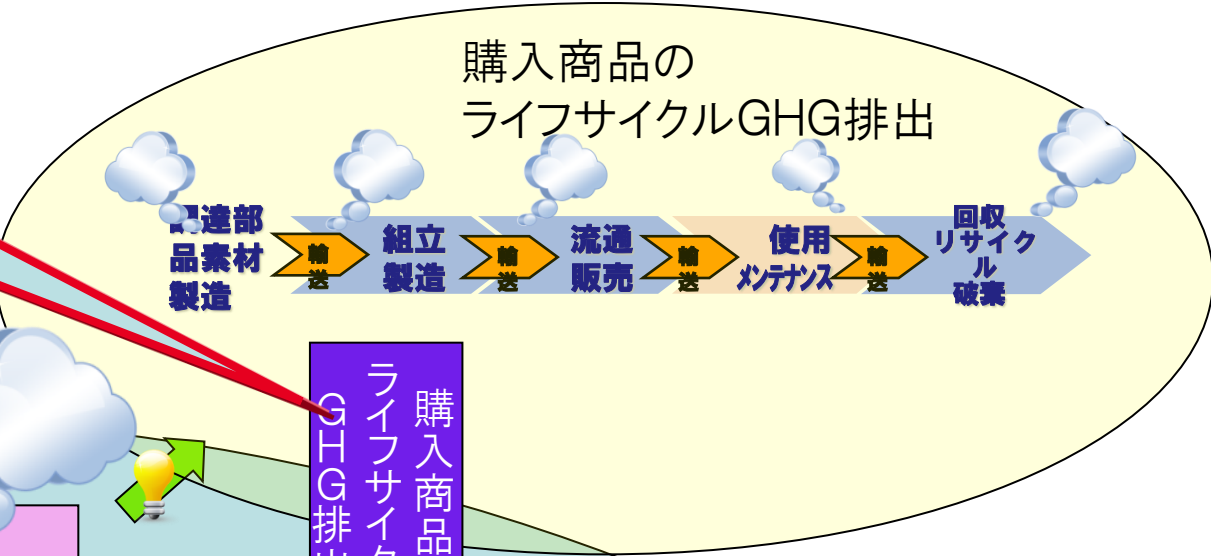 購入商品の
ライフサイクルGHG排出
調達部
品素材
製造
輸
送
組立
製造
輸
送
流通
販売
輸
送
使用
メンテナンス
輸
送
回収
リサイク
ル
破棄
購入商品
ライフサイク
GHG排出